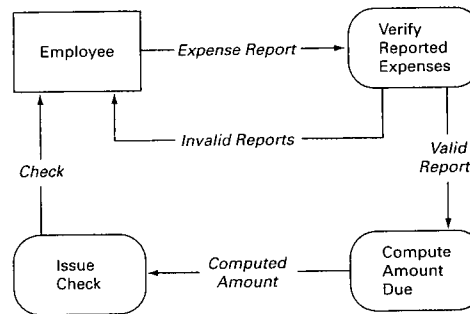 Employee
Expense Report
Verify
Reported
Expenses
Invalid Reports
Valid
Report
Check
Issue
Check
Computed
Amount
Compute
Amount
Due